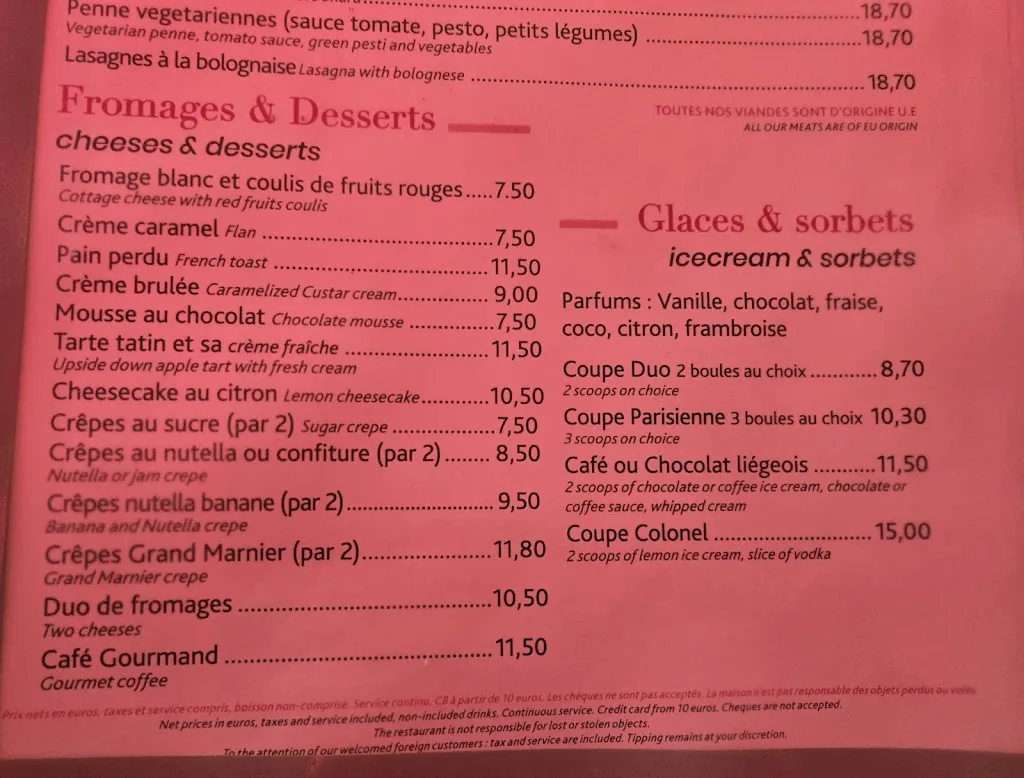 18,70
Penne vegetariennes (sauce tomate, pesto, petits légumes) ........ 18,70
Vegetarian penne, tomato sauce, green pesti and vegetables
Lasagnes à la bolognaise Lasagna with bolognese ........ 18,70
TOUTES NOS VIANDES SONT D'ORIGINE U.E
ALL OUR MEATS ARE OF EU ORIGIN
Fromages & Desserts
cheeses & desserts
Fromage blanc et coulis de fruits rouges.....7.50
Cottage cheese with red fruits coulis
Crème caramel Flan ........ 7,50
Pain perdu French toast ........ 11,50
Crème brulée Caramelized Custar cream........ 9,00
Mousse au chocolat Chocolate mousse ........ 7,50
Tarte tatin et sa crème fraîche ........ 11,50
Upside down apple tart with fresh cream
Cheesecake au citron Lemon cheesecake........ 10,50
Crêpes au sucre (par 2) Sugar crepe ........ 7,50
Crêpes au nutella ou confiture (par 2)........ 8,50
Nutella or jam crepe
Crêpes nutella banane (par 2)........ 9,50
Banana and Nutella crepe
Crêpes Grand Marnier (par 2)........ 11,80
Grand Marnier crepe
Duo de fromages ........ 10,50
Two cheeses
Café Gourmand ........ 11,50
Gourmet coffee
Glaces & sorbets
icecream & sorbets
Parfums : Vanille, chocolat, fraise,
coco, citron, frambroise
Coupe Duo 2 boules au choix ........ 8,70
2 scoops on choice
Coupe Parisienne 3 boules au choix 10,30
3 scoops on choice
Café ou Chocolat liégeois ........ 11,50
2 scoops of chocolate or coffee ice cream, chocolate or
coffee sauce, whipped cream
Coupe Colonel ........ 15,00
2 scoops of lemon ice cream, slice of vodka
Prix nets en euros, taxes et service compris, boisson non-comprise. Service continu. CB à partir de 10 euros. Les chèques ne sont pas acceptés. La maison n'est pas responsable des objets perdus ou volés.
Net prices in euros, taxes and service included, non-included drinks. Continuous service. Credit card from 10 euros. Cheques are not accepted.
The restaurant is not responsible for lost or stolen objects.
To the attention of our welcomed foreign customers : tax and service are included. Tipping remains at your discretion.